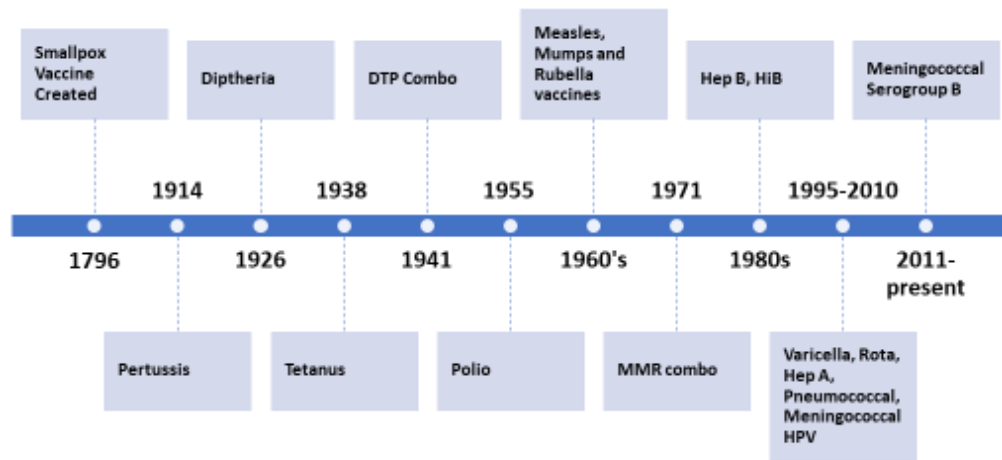 Smallpox
Vaccine
Created
Diptheria
DTP Combo
Measles,
Mumps and
Rubella
vaccines
Hep B, HiB
Meningococcal
Serogroup B
1914
1938
1955
1971
1995-2010
1796
1926
1941
1960's
1980s
2011-
present
Pertussis
Tetanus
Polio
MMR combo
Varicella, Rota,
Hep A,
Pneumococcal,
Meningococcal
HPV